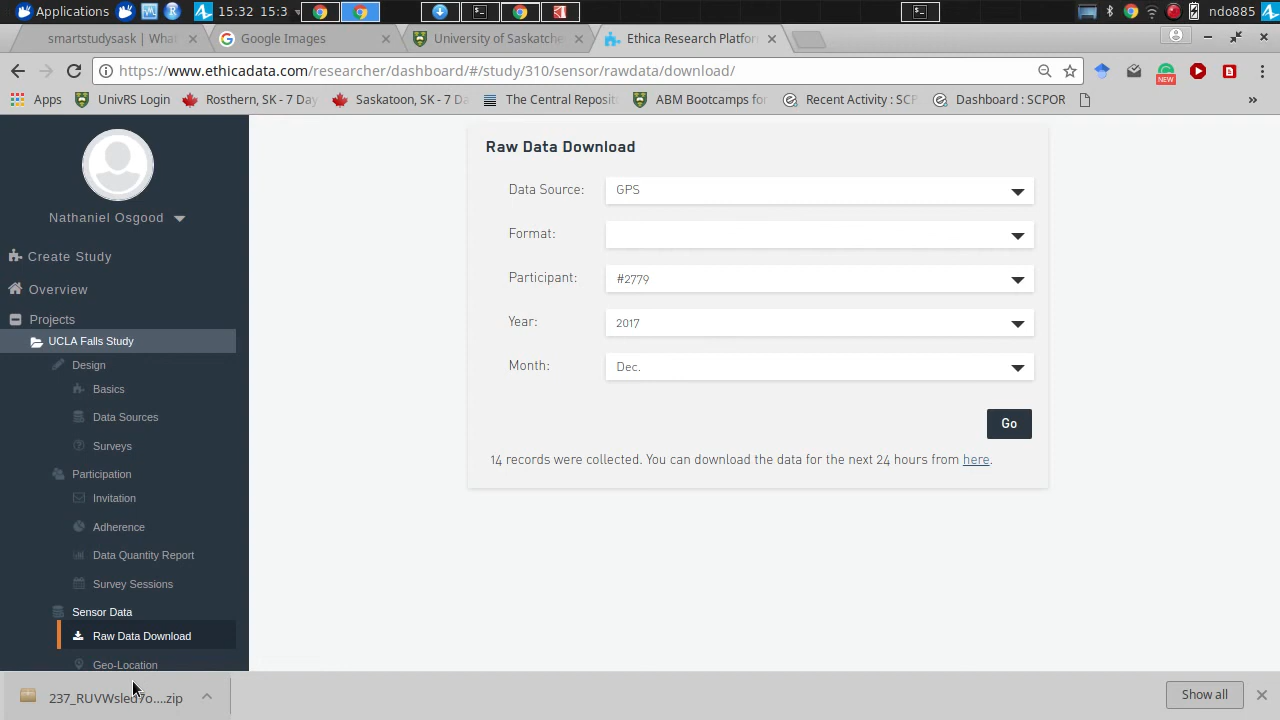 Applications 15:32 15:3 ndo885
smartstudysask | Wha Google Images University of Saskatche Ethica Research Platfor
https://www.ethicadata.com/researcher/dashboard/#/study/310/sensor/rawdata/download/
NEW
Apps UnivRS Login Rosthern, SK - 7 Day Saskatoon, SK - 7 Da The Central Reposit ABM Bootcamps fo Recent Activity : SCP Dashboard : SCPOR »
Nathaniel Osgood
Create Study
Overview
Projects
UCLA Falls Study
Design
Basics
Data Sources
Surveys
Participation
Invitation
Adherence
Data Quantity Report
Survey Sessions
Sensor Data
Raw Data Download
Geo-Location
Raw Data Download
Data Source: GPS
Format:
Participant: #2779
Year: 2017
Month: Dec.
Go
14 records were collected. You can download the data for the next 24 hours from here.
Show all